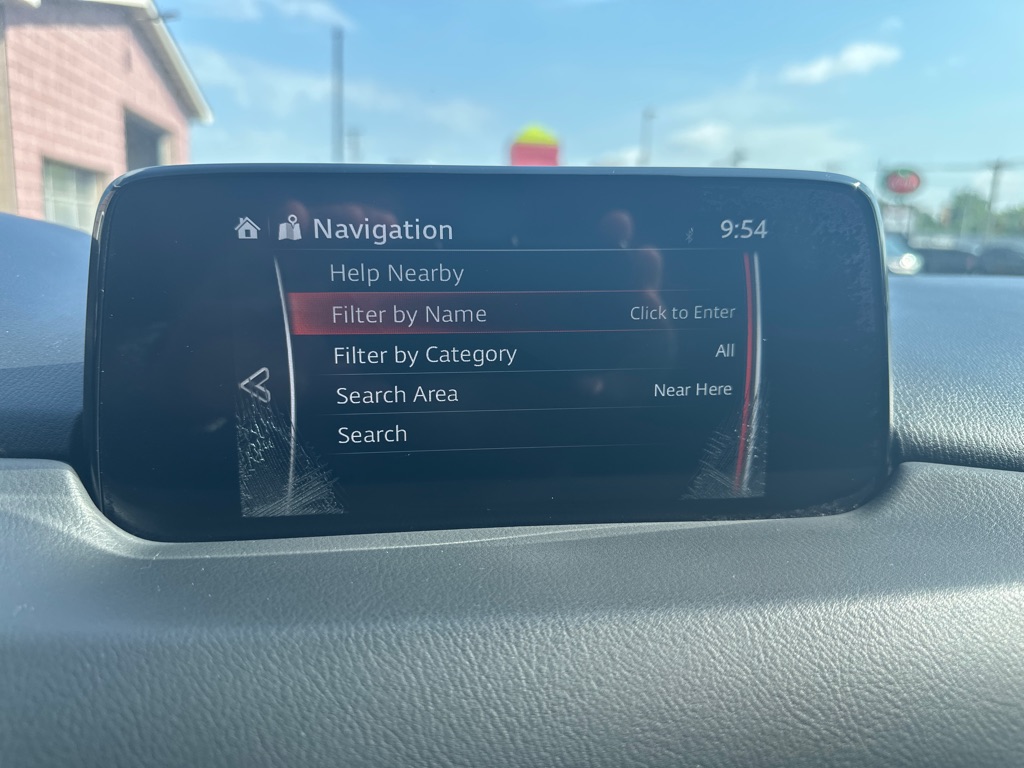 Navigation 9:54
Help Nearby
Filter by Name Click to Enter
Filter by Category All
Search Area Near Here
Search